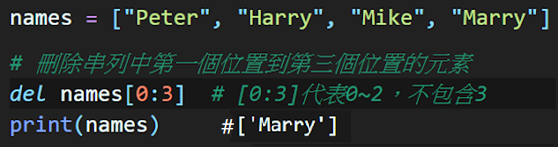 names = ["Peter", "Harry", "Mike", "Marry"]
# 刪除串列中第一個位置到第三個位置的元素
del names[0:3]  # [0:3]代表0~2，不包含3
print(names)    #['Marry']